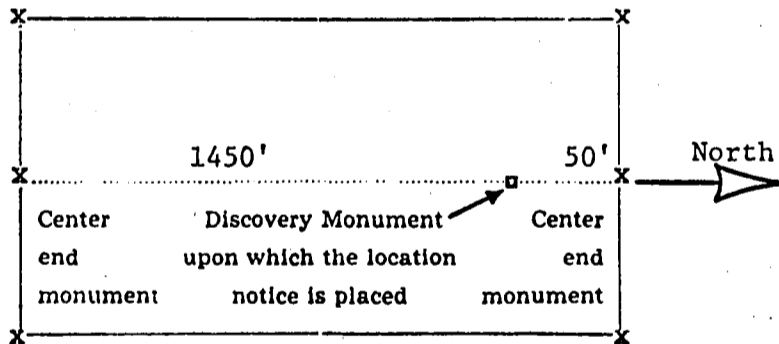 1450' 50' North
Center Discovery Monument Center
end upon which the location end
monument notice is placed monument